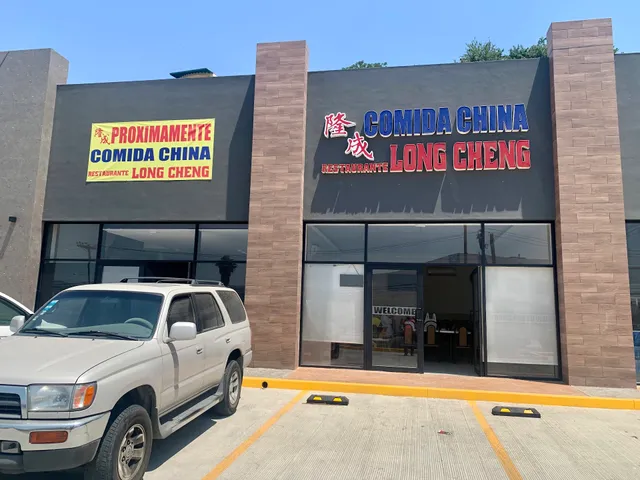 隆成
PROXIMAMENTE
COMIDA CHINA
RESTAURANTE LONG CHENG
隆成
COMIDA CHINA
RESTAURANTE LONG CHENG
WELCOME